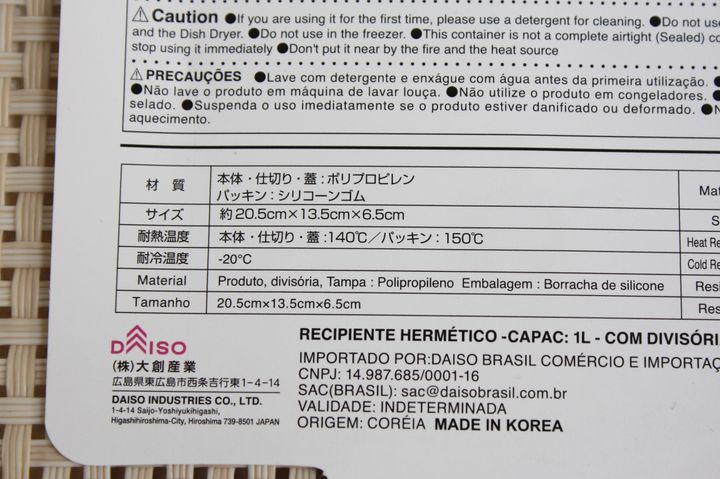 ⚠Caution ●If you are using it for the first time, please use a detergent for cleaning. ●Do not use
and the Dish Dryer. ●Do not use in the freezer. ●This container is not a complete airtight (Sealed)
stop using it immediately ●Don't put it near by the fire and the heat source
⚠PRECAUÇÕES ●Lave com detergente e enxágue com água antes da primeira utilização.
●Não lave o produto em máquina de lavar louça. ●Não utilize o produto em congeladores.
selado. ●Suspenda o uso imediatamente se o produto estiver danificado ou deformado. ●N
aquecimento.
材質 本体・仕切り・蓋:ポリプロピレン
パッキン:シリコーンゴム
サイズ 約20.5cm×13.5cm×6.5cm
耐熱温度 本体・仕切り・蓋:140℃/パッキン:150℃ Heat Re
耐冷温度 -20℃ Cold Re
Material Produto, divisória, Tampa : Polipropileno Embalagem : Borracha de silicone Resi
Tamanho 20.5cm×13.5cm×6.5cm Res
DAISO
(株)大創産業
広島県東広島市西条吉行東1-4-14
DAISO INDUSTRIES CO., LTD.
1-4-14 Saijo-Yoshiyukihigashi,
Higashihiroshima-City, Hiroshima 739-8501 JAPAN
RECIPIENTE HERMÉTICO -CAPAC: 1L - COM DIVISÓRI
IMPORTADO POR:DAISO BRASIL COMÉRCIO E IMPORTAÇ
CNPJ: 14.987.685/0001-16
SAC(BRASIL): sac@daisobrasil.com.br
VALIDADE: INDETERMINADA
ORIGEM: CORÉIA MADE IN KOREA